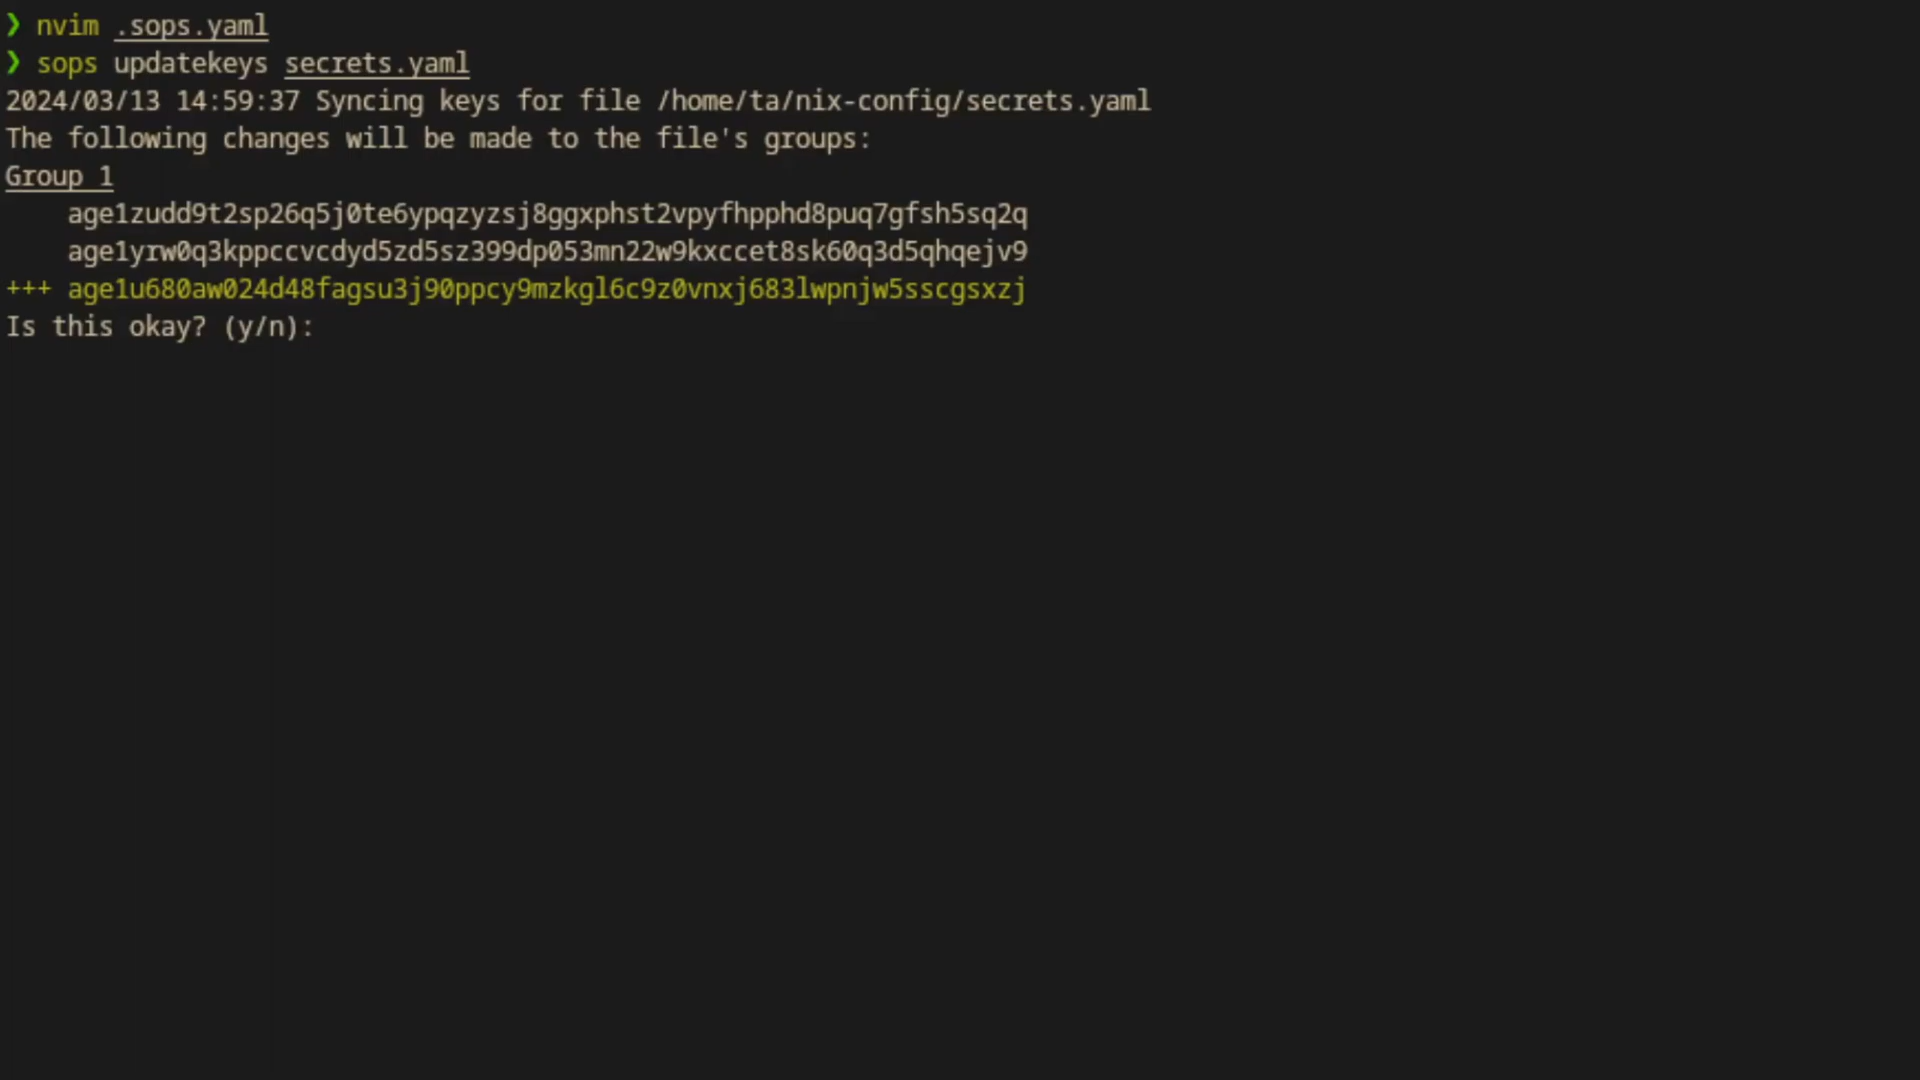 ❯ nvim .sops.yaml
❯ sops updatekeys secrets.yaml
2024/03/13 14:59:37 Syncing keys for file /home/ta/nix-config/secrets.yaml
The following changes will be made to the file's groups:
Group 1
    age1zudd9t2sp26q5j0te6ypqzyzsj8ggxphst2vpyfhpphd8puq7gfsh5sq2q
    age1yrw0q3kppccvcdyd5zd5sz399dp053mn22w9kxccet8sk60q3d5qhqejv9
+++ age1u680aw024d48fagsu3j90ppcy9mzkgl6c9z0vnxj683lwpnjw5sscgsxzj
Is this okay? (y/n):